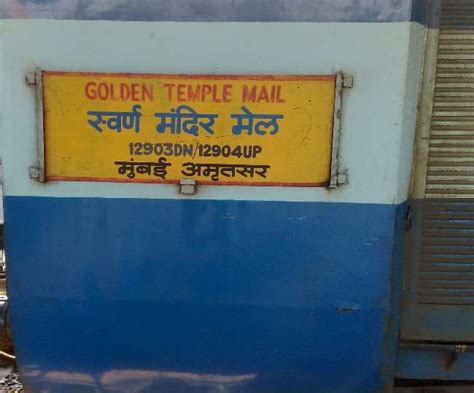 GOLDEN TEMPLE MAIL
स्वर्ण मंदिर मेल
12903DN/12904UP
मुंबई अमृतसर